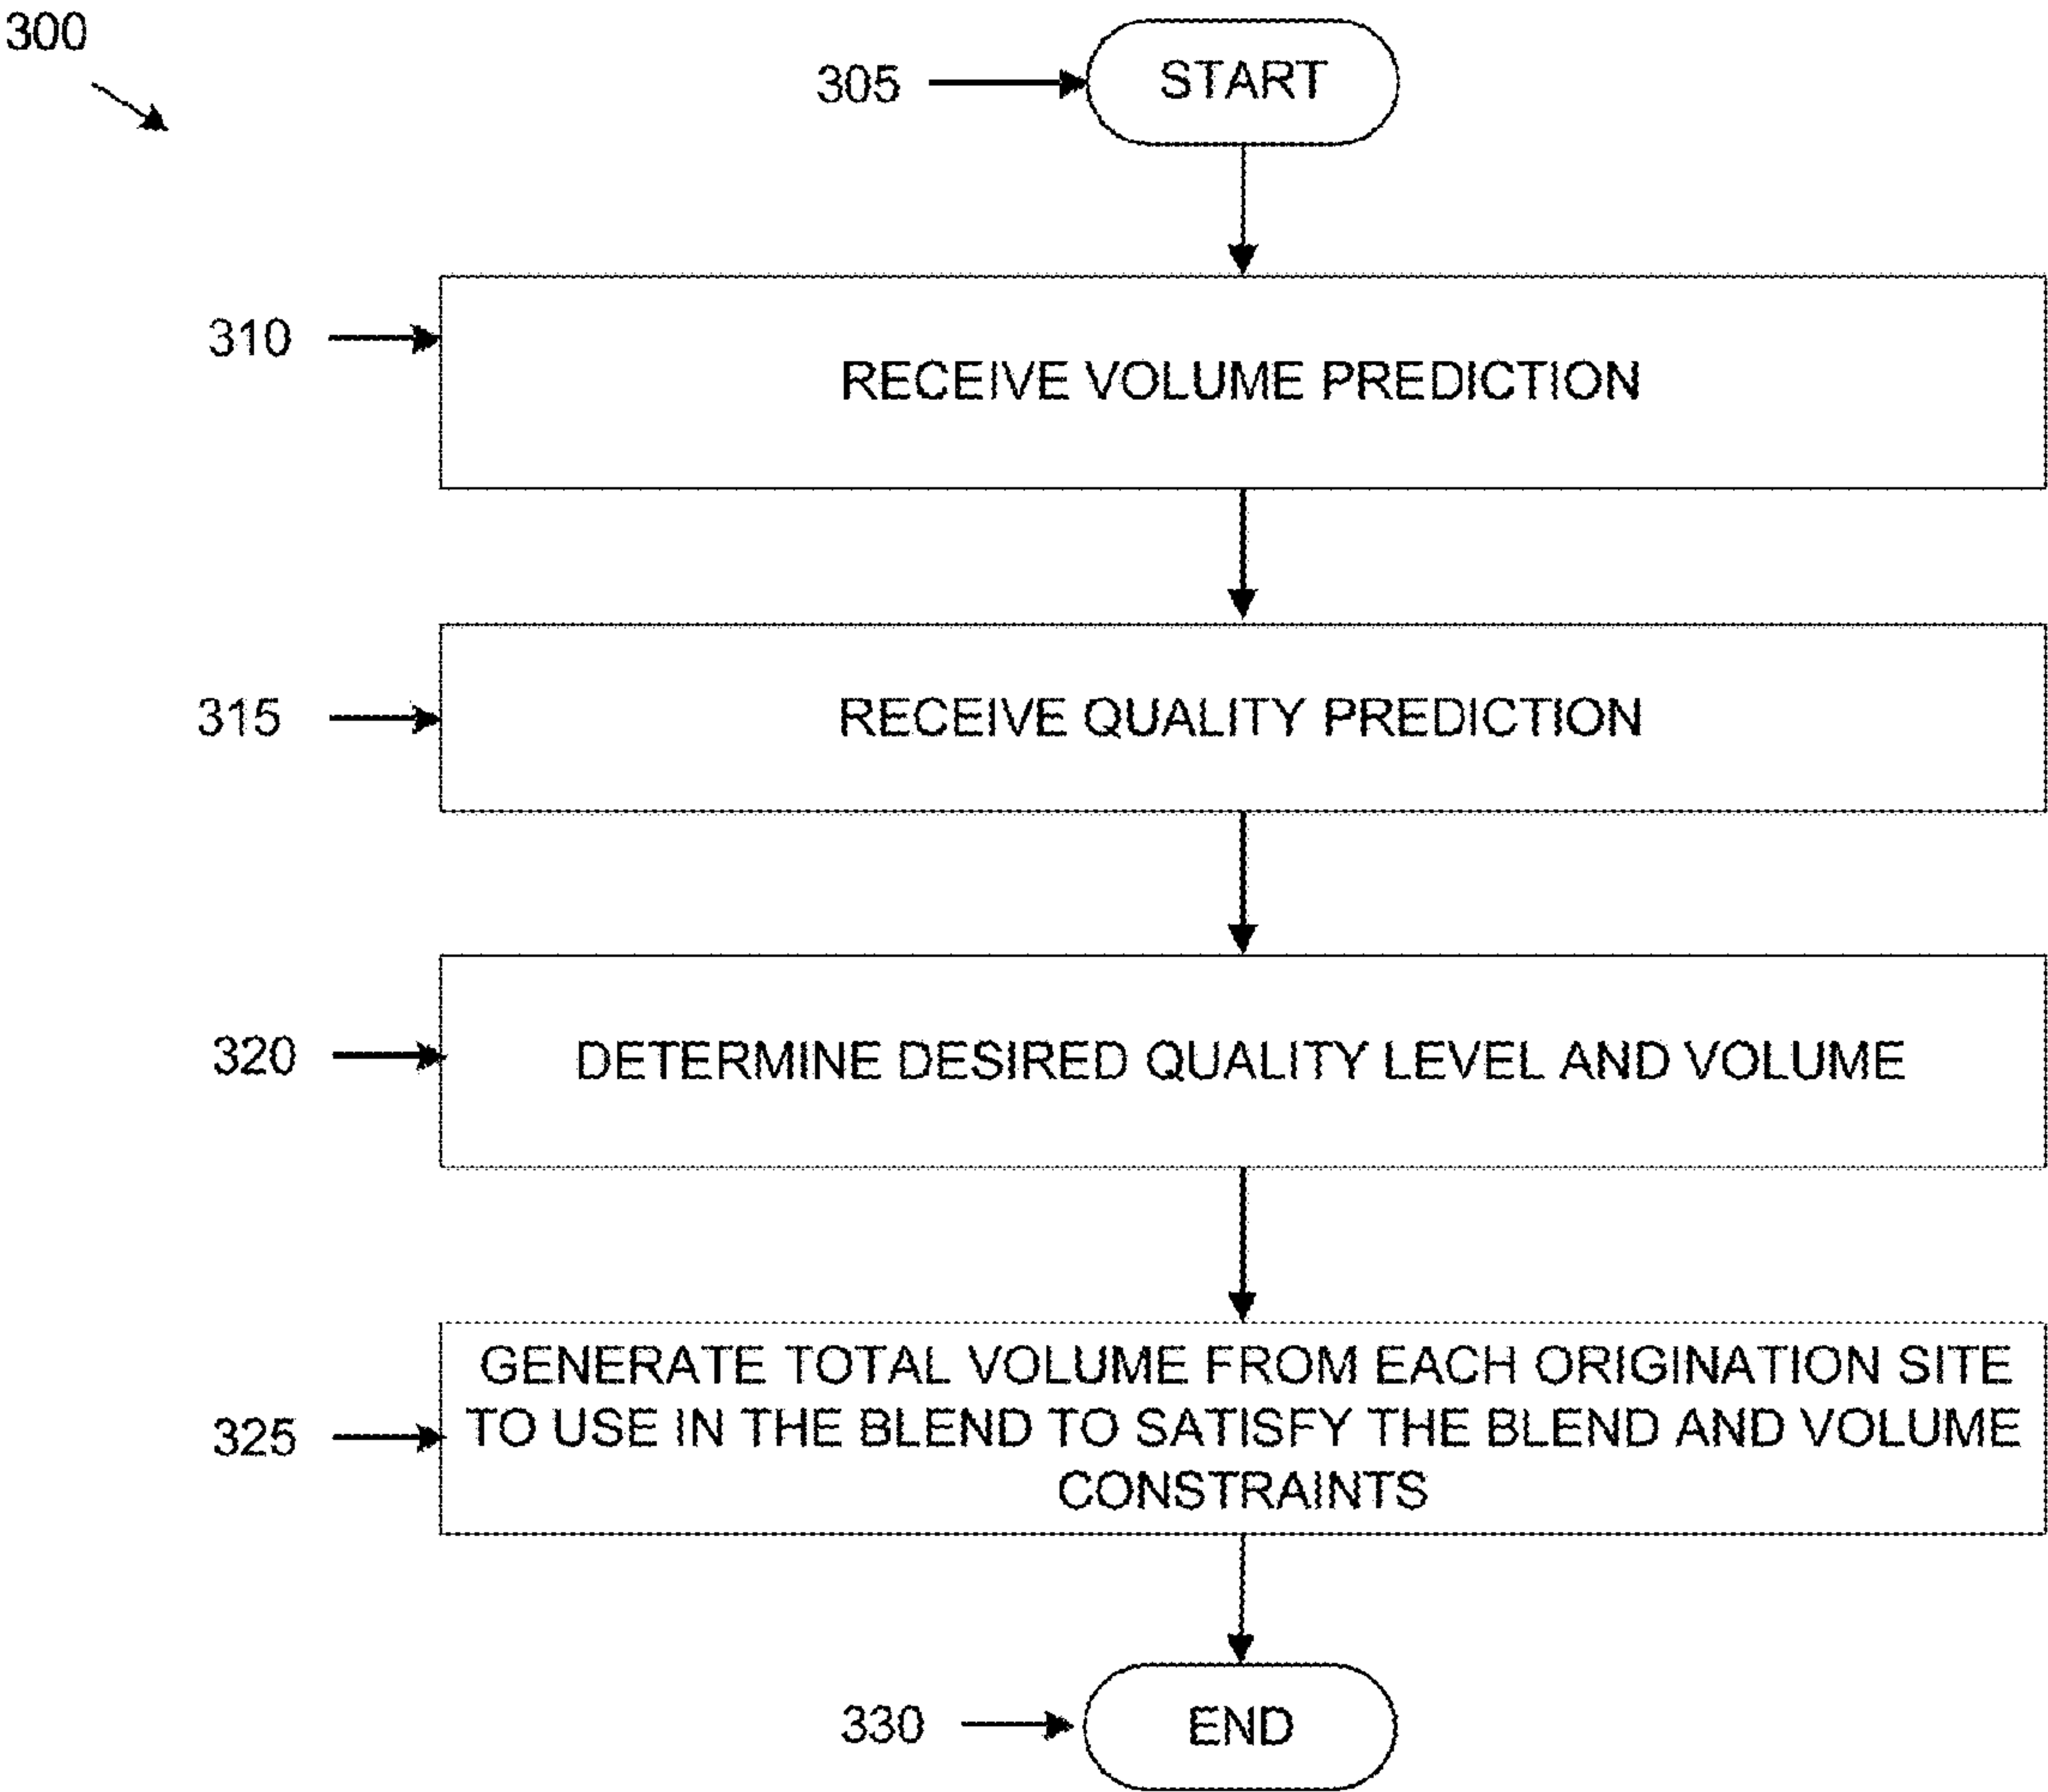 300
305
START
310
RECEIVE VOLUME PREDICTION
315
RECEIVE QUALITY PREDICTION
320
DETERMINE DESIRED QUALITY LEVEL AND VOLUME
GENERATE TOTAL VOLUME FROM EACH ORIGINATION SITE
325
TO USE IN THE BLEND TO SATISFY THE BLEND AND VOLUME
CONSTRAINTS
330
END